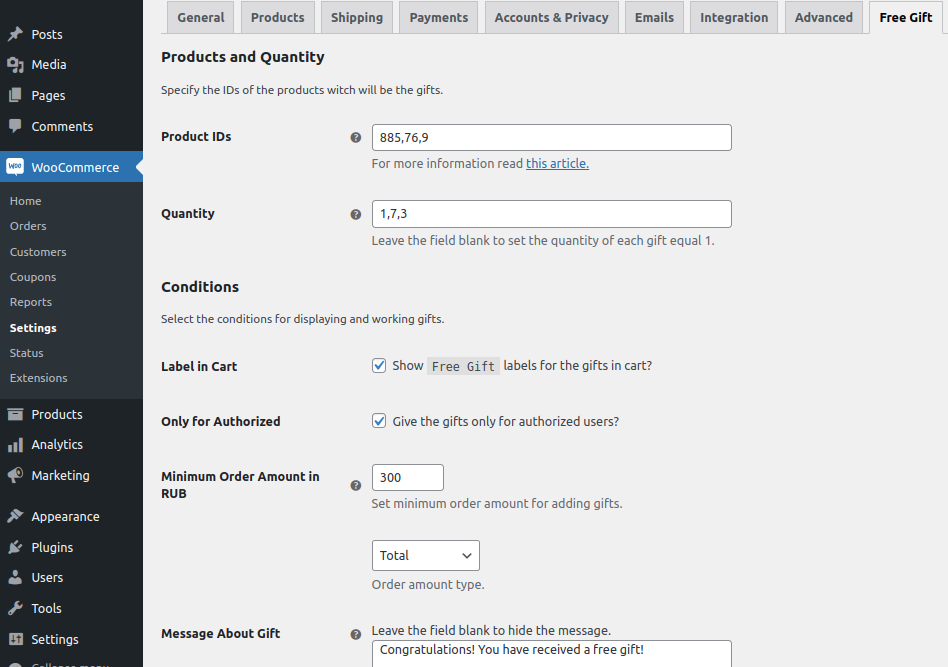 General
Products
Shipping
Payments
Accounts & Privacy
Emails
Integration
Advanced
Free Gift
Posts
Media
Pages
Comments
WOO
WooCommerce
Home
Orders
Customers
Coupons
Reports
Settings
Status
Extensions
Products
Analytics
Marketing
Appearance
Plugins
Users
Tools
Settings
Collapse menu
Products and Quantity
Specify the IDs of the products witch will be the gifts.
Product IDs
885,76,9
For more information read this article.
Quantity
1,7,3
Leave the field blank to set the quantity of each gift equal 1.
Conditions
Select the conditions for displaying and working gifts.
Label in Cart
Show Free Gift labels for the gifts in cart?
Only for Authorized
Give the gifts only for authorized users?
Minimum Order Amount in
RUB
300
Set minimum order amount for adding gifts.
Total
Order amount type.
Message About Gift
Leave the field blank to hide the message.
Congratulations! You have received a free gift!